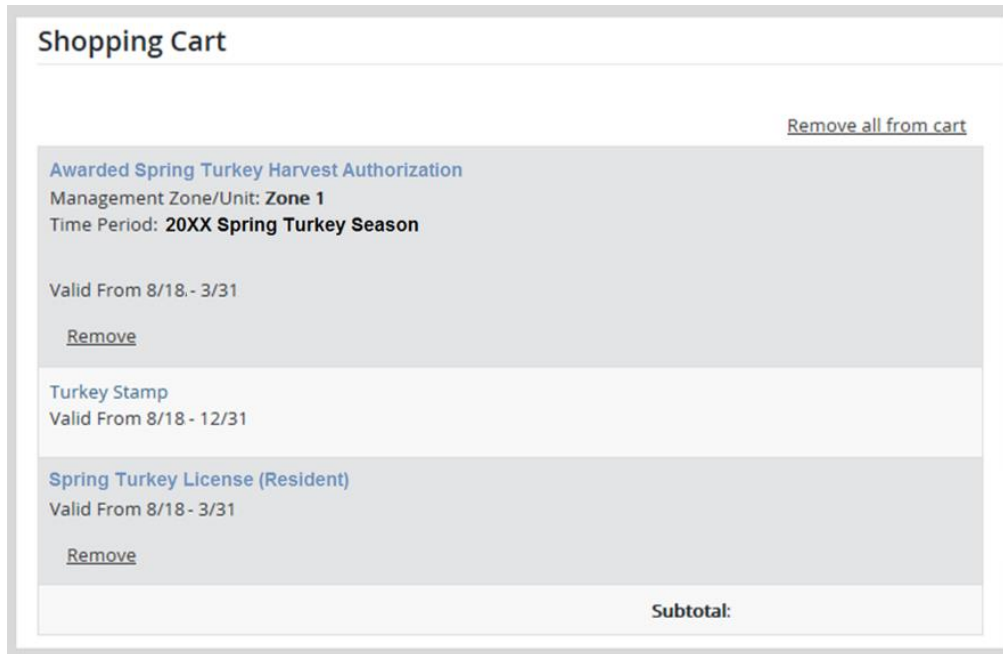 Shopping Cart
Remove all from cart
Awarded Spring Turkey Harvest Authorization
Management Zone/Unit: Zone 1
Time Period: 20XX Spring Turkey Season
Valid From 8/18 - 3/31
Remove
Turkey Stamp
Valid From 8/18 - 12/31
Spring Turkey License (Resident)
Valid From 8/18 - 3/31
Remove
Subtotal: